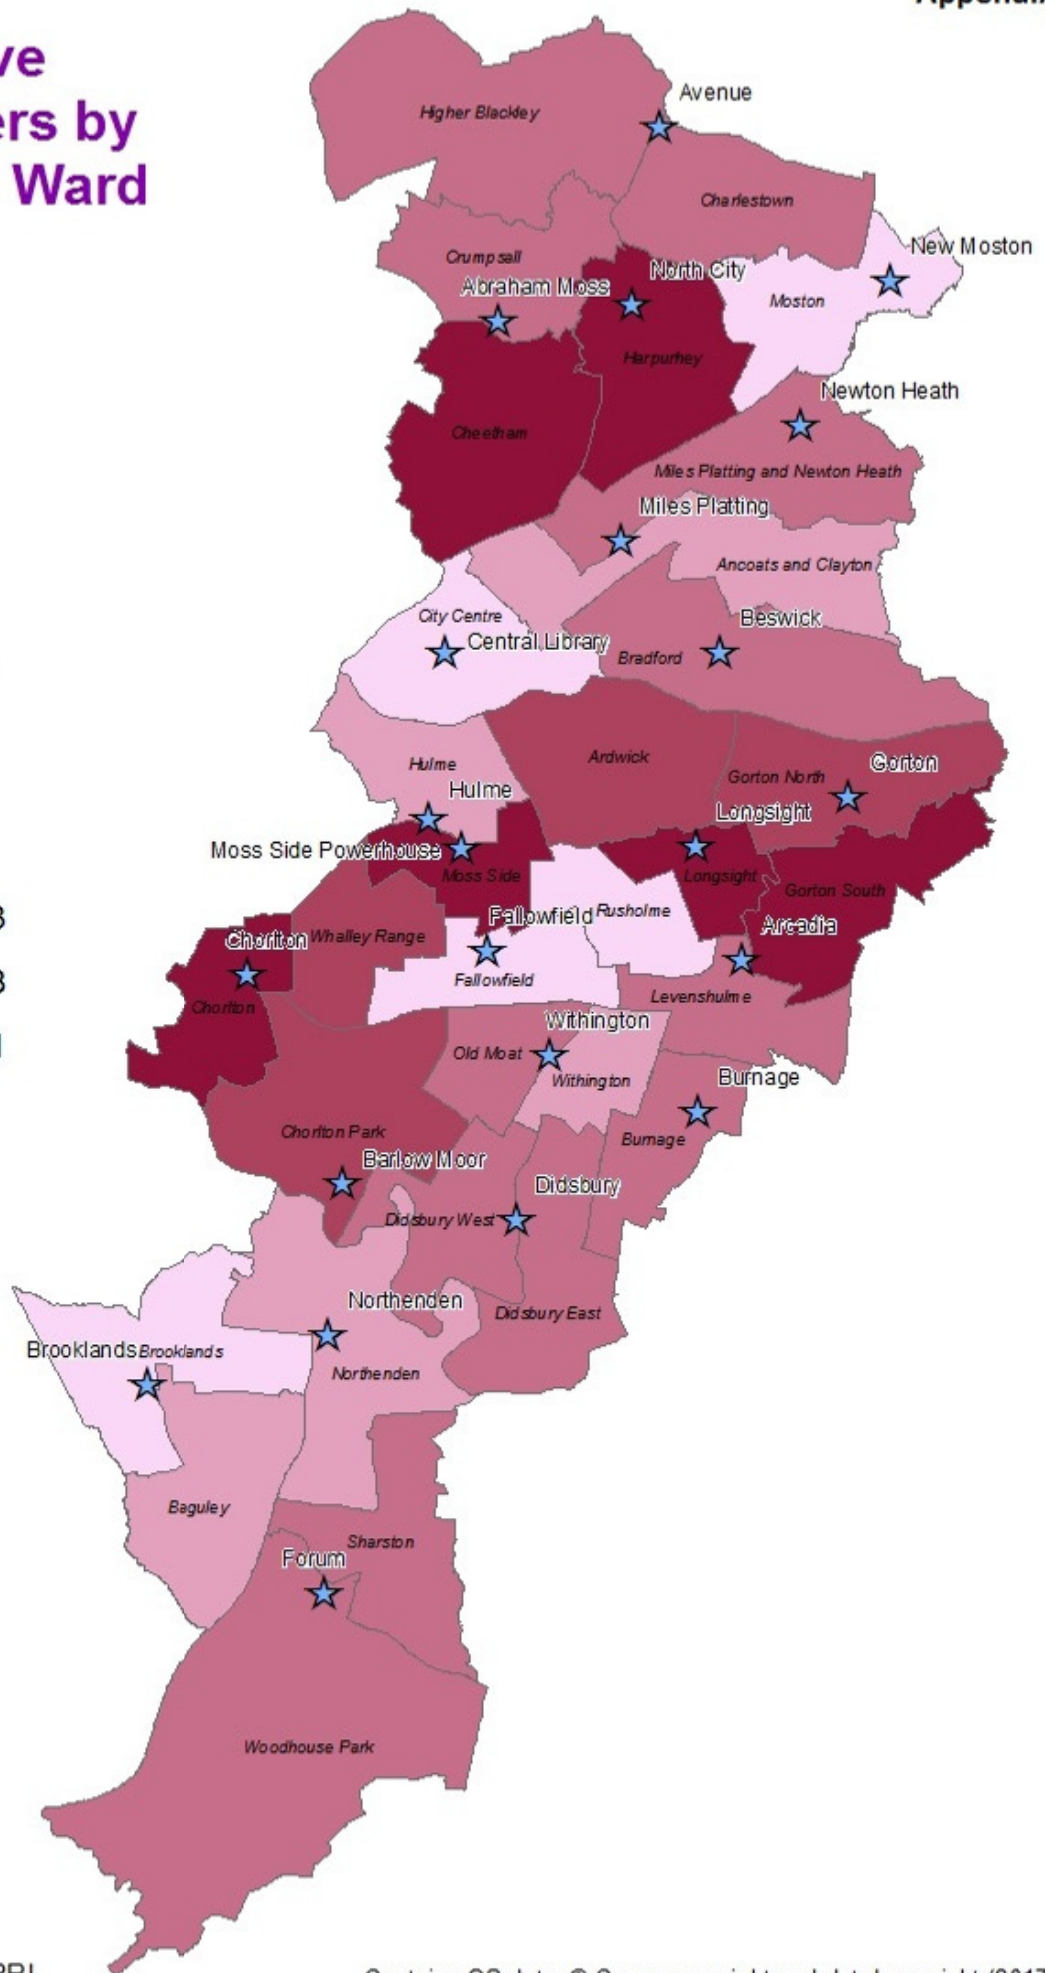 Ward
Avenue
Higher Blackley
Charlestown
New Moston
Crumpsall
North City
Abraham Moss
Moston
Harpurhey
Newton Heath
Cheetham
Miles Platting and Newton Heath
Miles Platting
Ancoats and Clayton
City Centre
Beswick
Central Library
Bradford
Ardwick
Hulme
Gorton
Gorton North
Hulme
Longsight
Moss Side Powerhouse
Moss Side
Longsight
Gorton South
Fallowfield
Rusholme
Arcadia
Chorlton
Whalley Range
Fallowfield
Levenshulme
Chorlton
Withington
Old Moat
Withington
Burnage
Chorlton Park
Burnage
Barlow Moor
Didsbury
Didsbury West
Northenden
Didsbury East
Brooklands
Brooklands
Northenden
Baguley
Sharston
Forum
Woodhouse Park